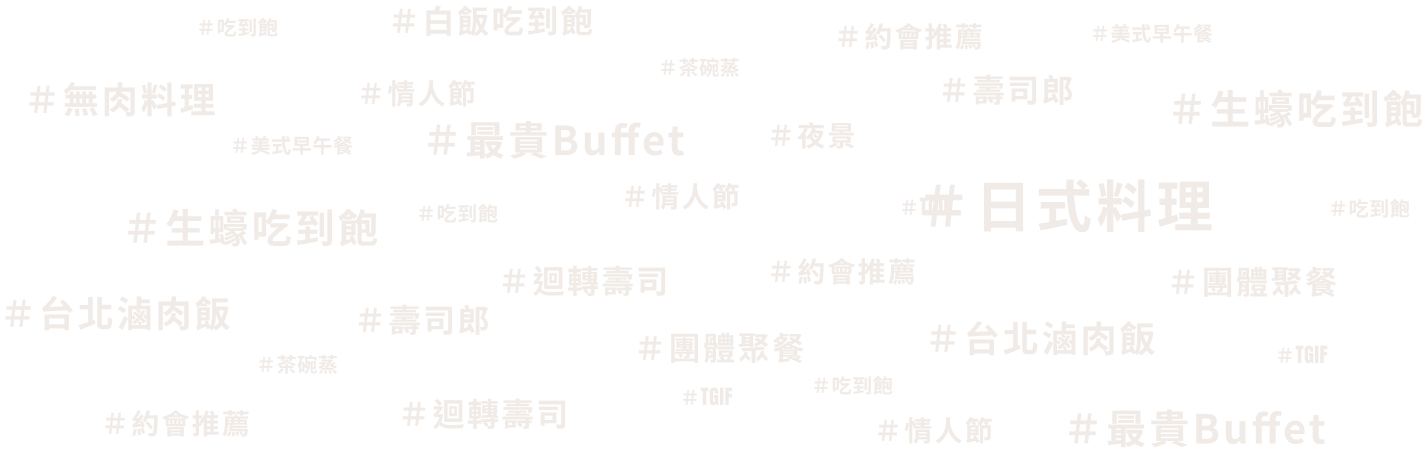 ＃吃到飽
＃白飯吃到飽
＃約會推薦
＃美式早午餐
＃茶碗蒸
＃無肉料理
＃情人節
＃壽司郎
＃生蠔吃到飽
＃美式早午餐
＃最貴Buffet
＃夜景
＃情人節
＃
＃日式料理
＃吃到飽
＃生蠔吃到飽
＃吃到飽
＃迴轉壽司
＃約會推薦
＃團體聚餐
＃台北滷肉飯
＃壽司郎
＃團體聚餐
＃台北滷肉飯
＃TGIF
＃茶碗蒸
＃TGIF
＃吃到飽
＃約會推薦
＃迴轉壽司
＃情人節
＃最貴Buffet